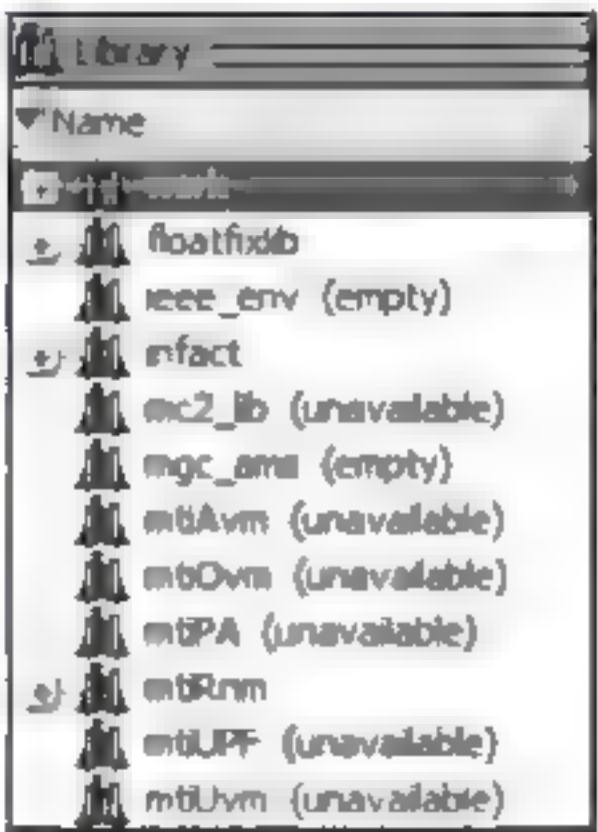 Library
Name
work
floatfixlib
ieee_env (empty)
infact
mc2_lib (unavailable)
mgc_ams (empty)
mtiAvm (unavailable)
mtiOvm (unavailable)
mtiPA (unavailable)
mtiRnm
mtiUPF (unavailable)
mtiUvm (unavailable)